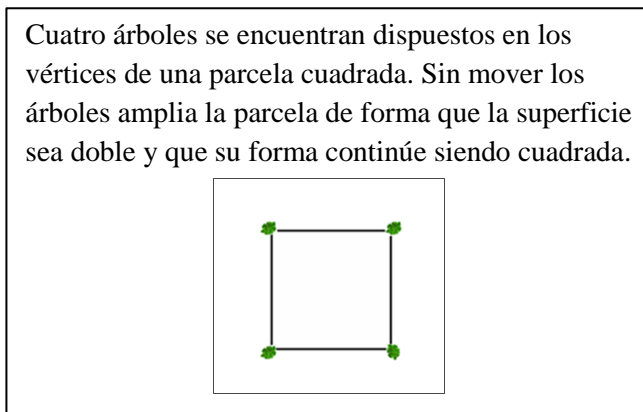 Cuatro árboles se encuentran dispuestos en los
vértices de una parcela cuadrada. Sin mover los
árboles amplia la parcela de forma que la superficie
sea doble y que su forma continúe siendo cuadrada.